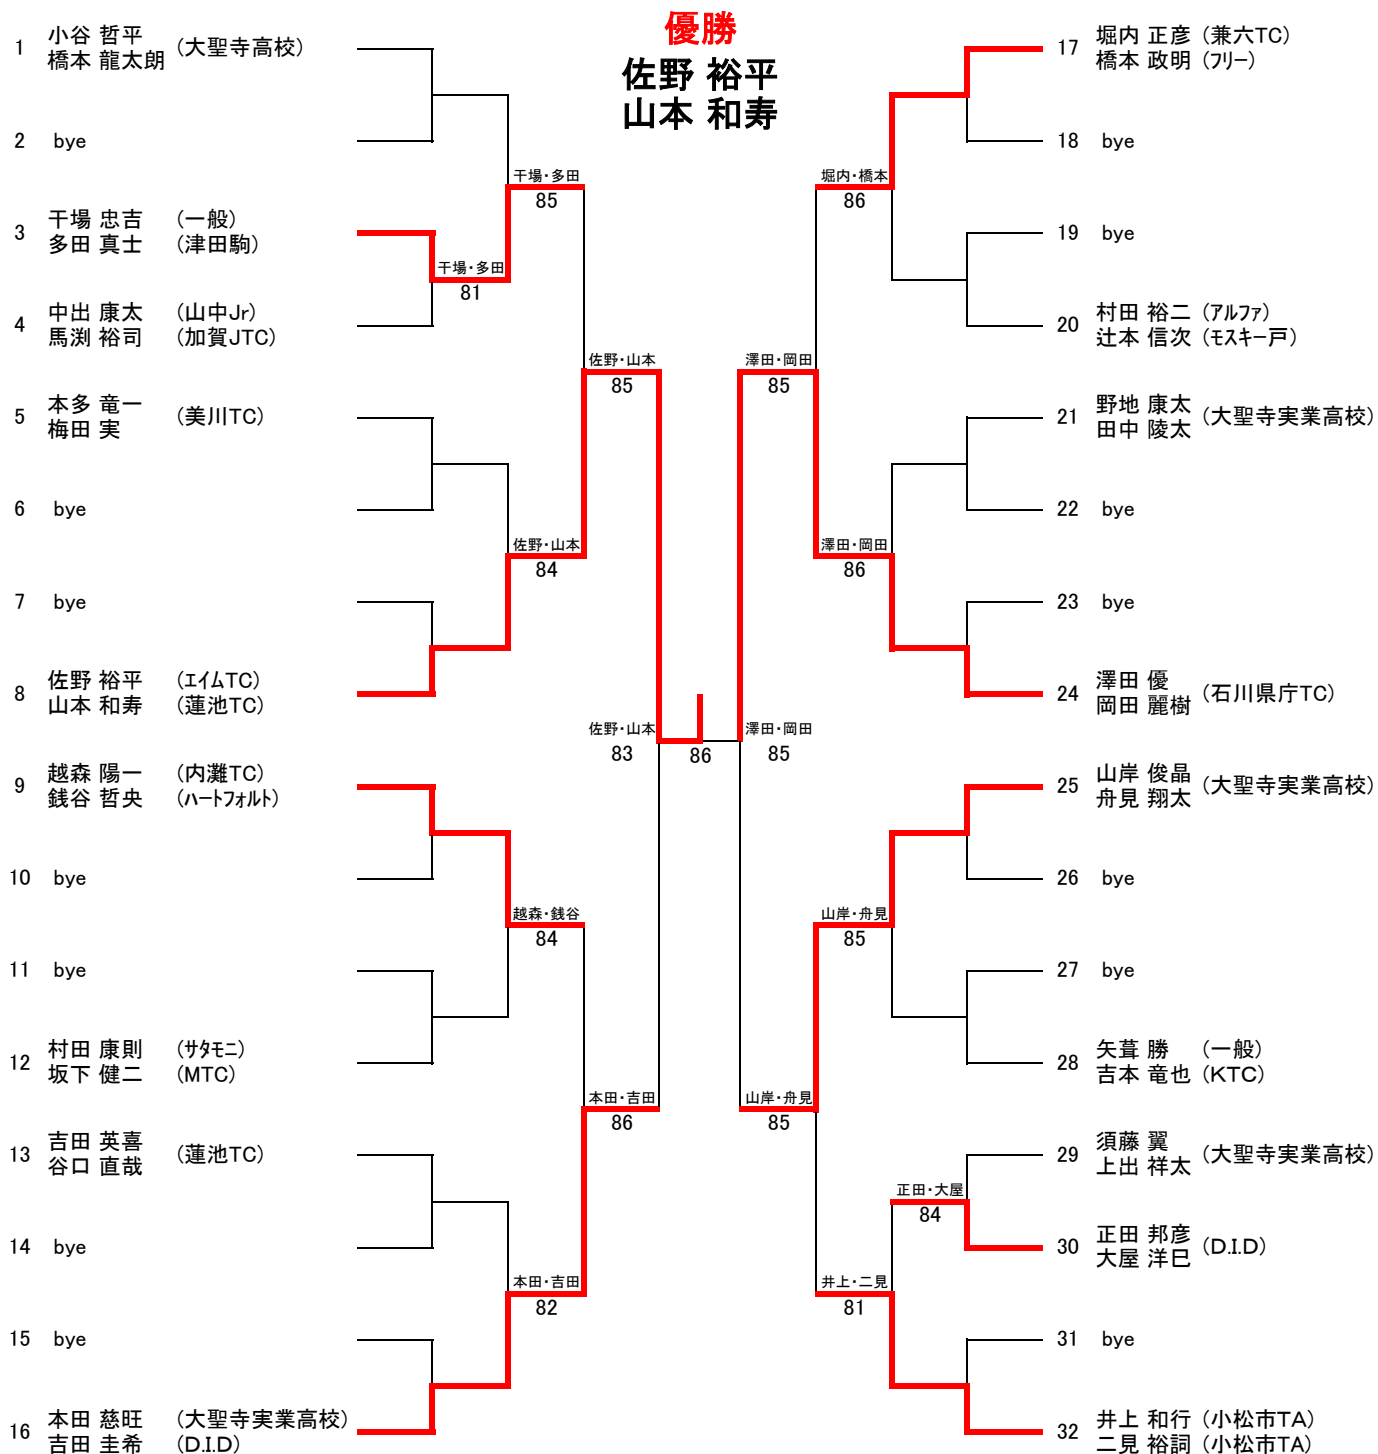 優勝
佐野 裕平
山本 和寿
1 小谷 哲平 (大聖寺高校)
橋本 龍太朗
2 bye
干場・多田
85
3 干場 忠吉 (一般)
多田 真士 (津田駒)
干場・多田
81
4 中出 康太 (山中Jr)
馬渕 裕司 (加賀JTC)
佐野・山本
85
5 本多 竜一 (美川TC)
梅田 実
6 bye
佐野・山本
84
7 bye
8 佐野 裕平 (エイムTC)
山本 和寿 (蓮池TC)
佐野・山本
83
86
9 越森 陽一 (内灘TC)
銭谷 哲央 (ハートフォルト)
10 bye
越森・銭谷
84
11 bye
12 村田 康則 (サタモニ)
坂下 健二 (MTC)
本田・吉田
86
13 吉田 英喜 (蓮池TC)
谷口 直哉
14 bye
本田・吉田
82
15 bye
16 本田 慈旺 (大聖寺実業高校)
吉田 圭希 (D.I.D)
17 堀内 正彦 (兼六TC)
橋本 政明 (フリー)
18 bye
堀内・橋本
86
19 bye
20 村田 裕二 (アルファ)
辻本 信次 (モスキー戸)
澤田・岡田
85
21 野地 康太 (大聖寺実業高校)
田中 陵太
22 bye
澤田・岡田
86
23 bye
24 澤田 優 (石川県庁TC)
岡田 麗樹
澤田・岡田
85
25 山岸 俊晶 (大聖寺実業高校)
舟見 翔太
26 bye
山岸・舟見
85
27 bye
28 矢葺 勝 (一般)
吉本 竜也 (KTC)
山岸・舟見
85
29 須藤 翼 (大聖寺実業高校)
上出 祥太
正田・大屋
84
30 正田 邦彦 (D.I.D)
大屋 洋巳
井上・二見
81
31 bye
32 井上 和行 (小松市TA)
二見 裕詞 (小松市TA)